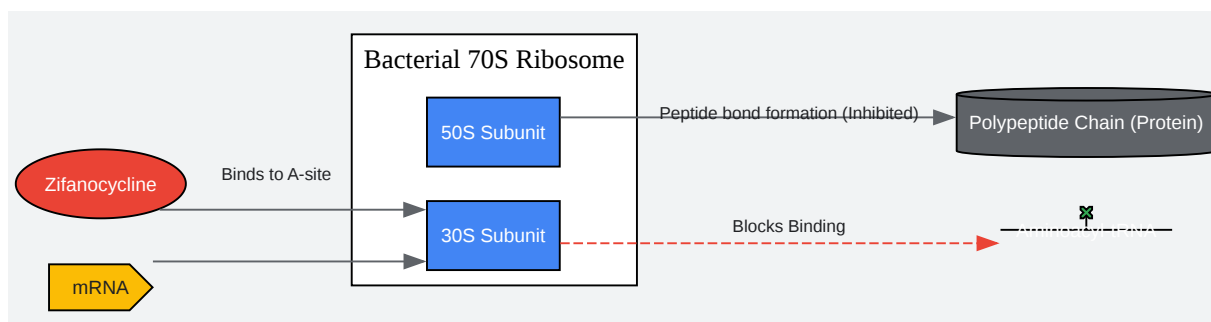 Bacterial 70S Ribosome
50S Subunit
Peptide bond formation (Inhibited)
Polypeptide Chain (Protein)
Zifanocycline
Binds to A-site
30S Subunit
Blocks Binding
mRNA